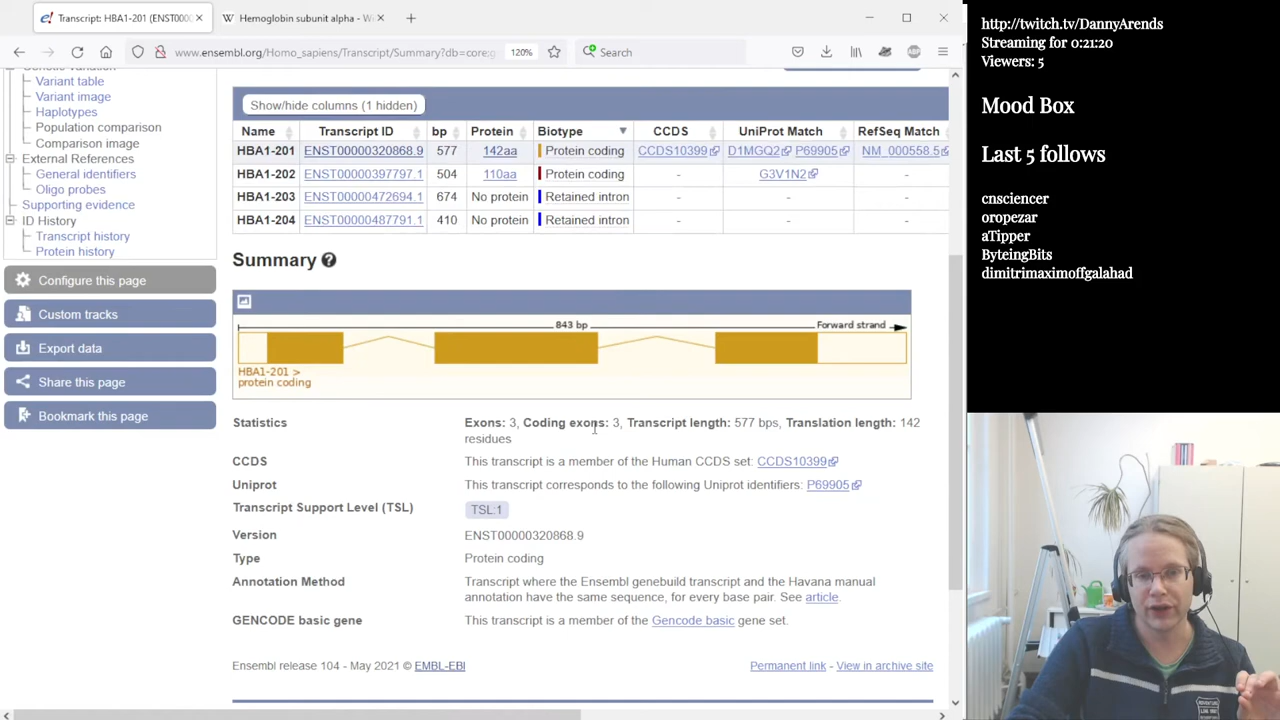 Transcript: HBA1-201 (ENST0000
Hemoglobin subunit alpha - Wi
www.ensembl.org/Homo_sapiens/Transcript/Summary?db=core;g
120%
Search
Variant table
Variant image
Haplotypes
Population comparison
Comparison image
External References
General identifiers
Oligo probes
Supporting evidence
ID History
Transcript history
Protein history
Configure this page
Custom tracks
Export data
Share this page
Bookmark this page
Show/hide columns (1 hidden)
Name Transcript ID bp Protein Biotype CCDS UniProt Match RefSeq Match
HBA1-201 ENST00000320868.9 577 142aa Protein coding CCDS10399 D1MGQ2 P69905 NM_000558.5
HBA1-202 ENST00000397797.1 504 110aa Protein coding - G3V1N2 -
HBA1-203 ENST00000472694.1 674 No protein Retained intron - - -
HBA1-204 ENST00000487791.1 410 No protein Retained intron - - -
Summary
843 bp Forward strand
HBA1-201 >
protein coding
Statistics Exons: 3, Coding exons: 3, Transcript length: 577 bps, Translation length: 142
residues
CCDS This transcript is a member of the Human CCDS set: CCDS10399
Uniprot This transcript corresponds to the following Uniprot identifiers: P69905
Transcript Support Level (TSL) TSL:1
Version ENST00000320868.9
Type Protein coding
Annotation Method Transcript where the Ensembl genebuild transcript and the Havana manual
annotation have the same sequence, for every base pair. See article.
GENCODE basic gene This transcript is a member of the Gencode basic gene set.
Ensembl release 104 - May 2021 © EMBL-EBI
Permanent link - View in archive site
http://twitch.tv/DannyArends
Streaming for 0:21:20
Viewers: 5
Mood Box
Last 5 follows
cnsciencer
oropezar
aTipper
ByteingBits
dimitrimaximoffgalahad